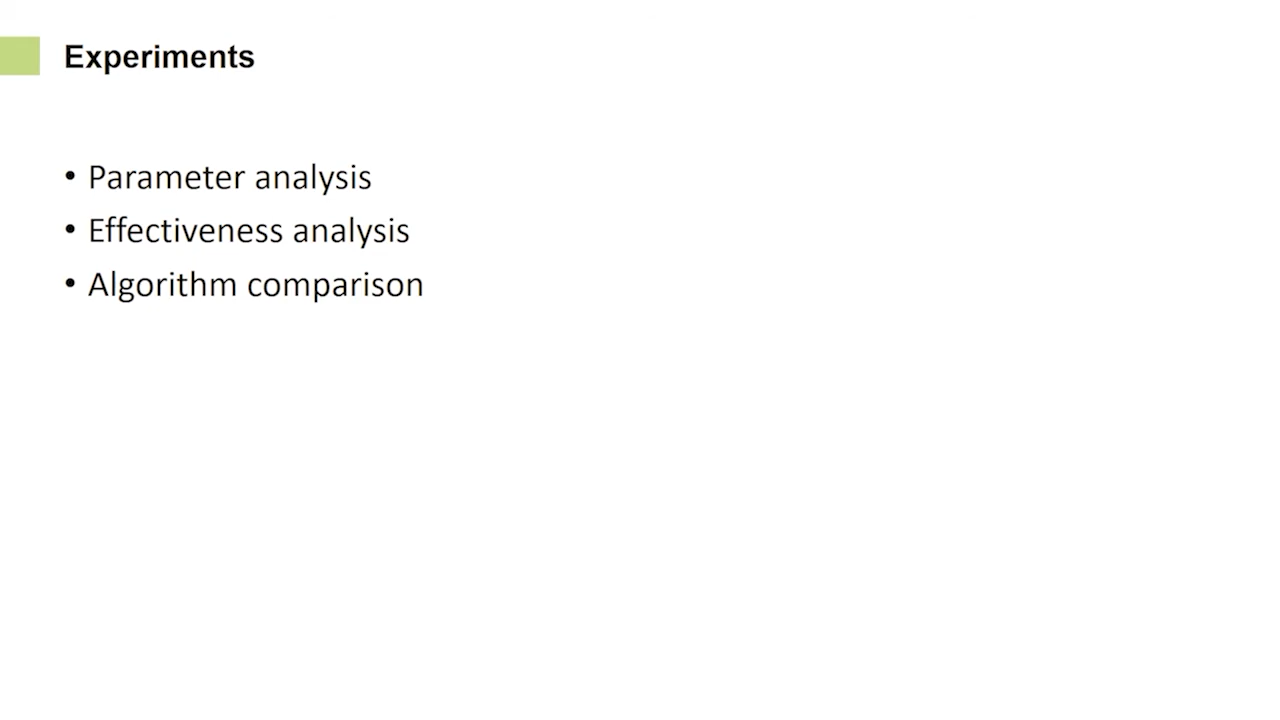 Experiments
• Parameter analysis
• Effectiveness analysis
• Algorithm comparison